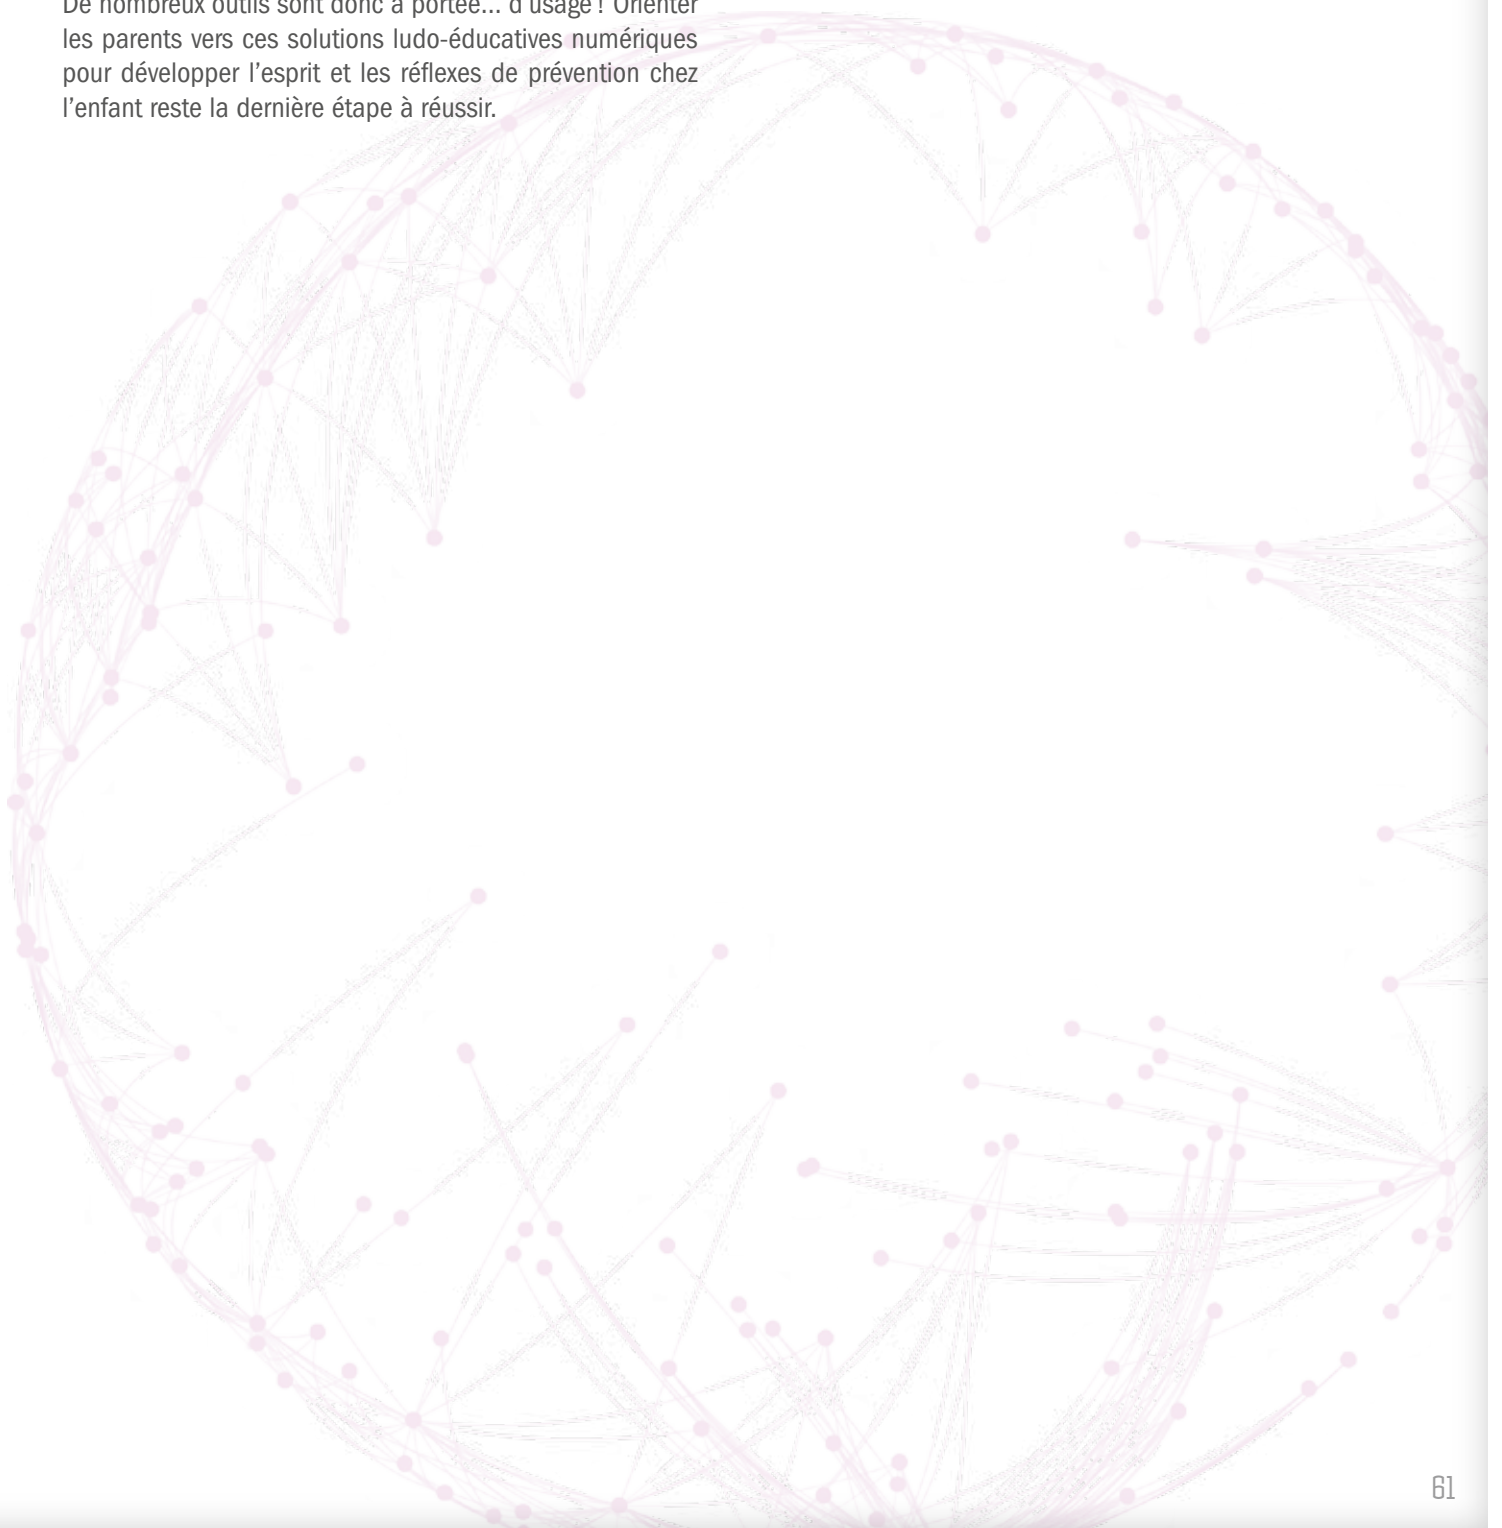 De nombreux outils sont donc à portée... d'usage ! Orienter
les parents vers ces solutions ludo-éducatives numériques
pour développer l'esprit et les réflexes de prévention chez
l'enfant reste la dernière étape à réussir.
61